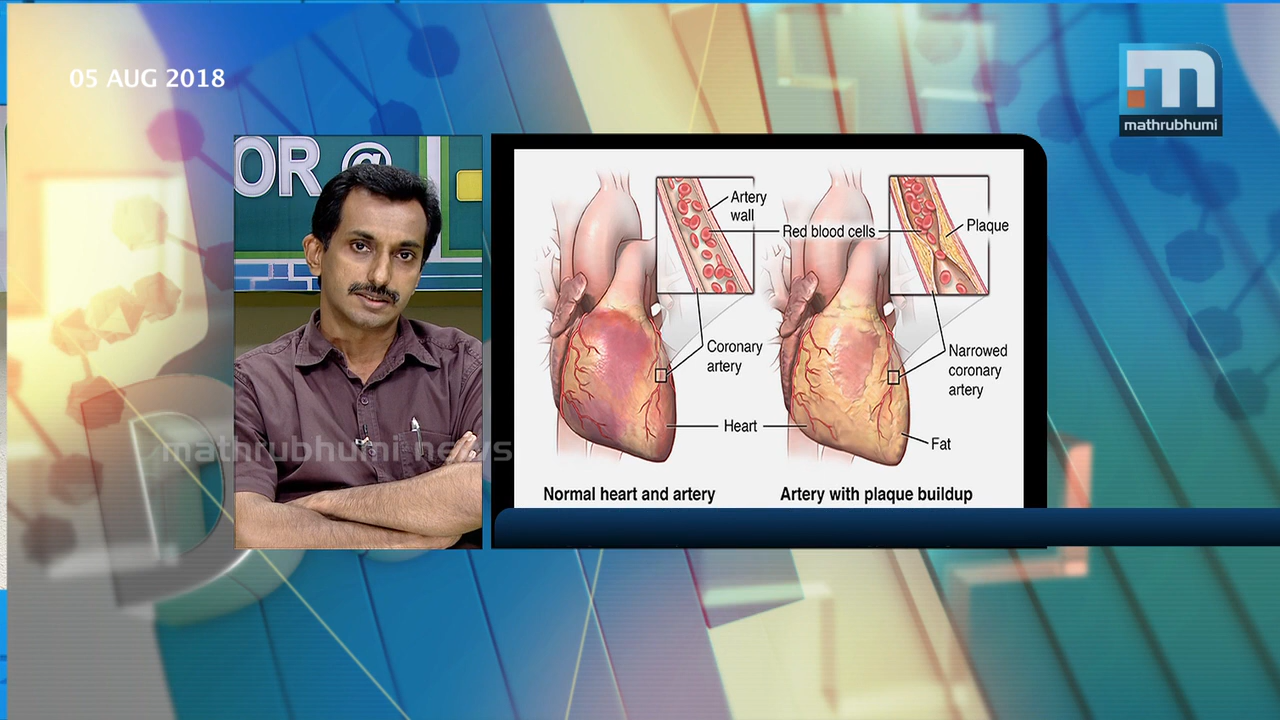 05 AUG 2018
mathrubhumi
OR @
Artery
wall
Red blood cells
Plaque
Coronary
artery
Narrowed
coronary
artery
Heart
Fat
mathrubhumi news
Normal heart and artery
Artery with plaque buildup